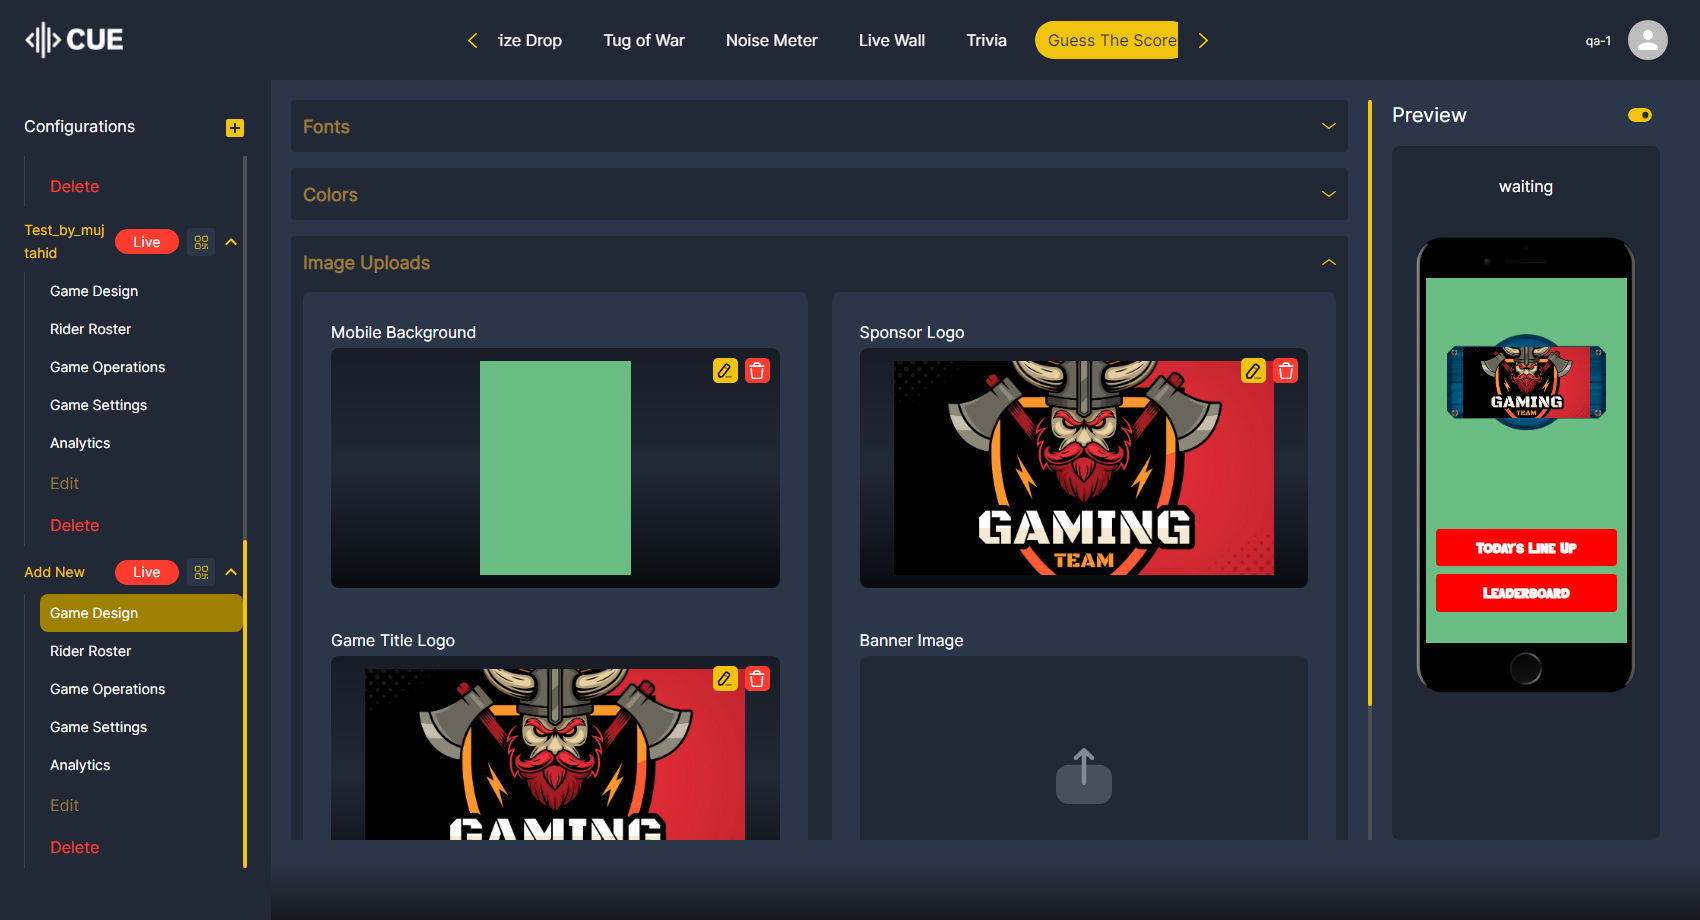 CUE
ize Drop
Tug of War
Noise Meter
Live Wall
Trivia
Guess The Score
qa-1
Configurations
Delete
Test_by_muj
tahid
Live
Game Design
Rider Roster
Game Operations
Game Settings
Analytics
Edit
Delete
Add New
Live
Game Design
Rider Roster
Game Operations
Game Settings
Analytics
Edit
Delete
Fonts
Colors
Image Uploads
Mobile Background
Sponsor Logo
GAMING
TEAM
Game Title Logo
GAMING
Banner Image
Preview
waiting
GAMING
TEAM
Today's Line Up
Leaderboard